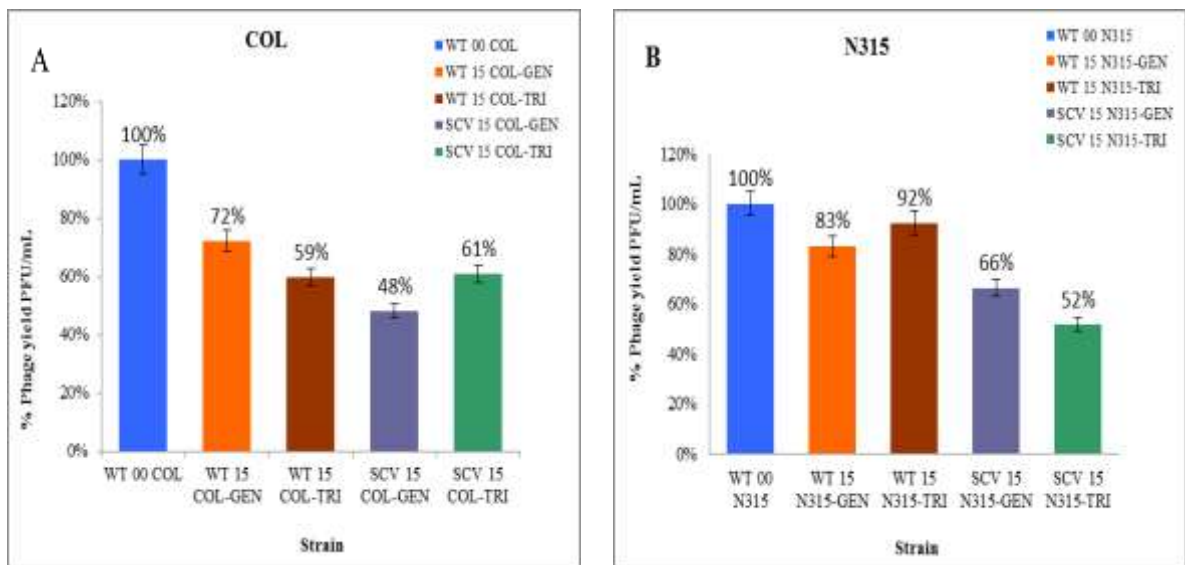 A
COL
WT 00 COL
WT 15 COL-GEN
WT 15 COL-TRI
SCV 15 COL-GEN
SCV 15 COL-TRI
% Phage yield PFU/mL
120%
100%
80%
60%
40%
20%
0%
100%
72%
59%
48%
61%
WT 00 COL
WT 15
COL-GEN
WT 15
COL-TRI
SCV 15
COL-GEN
SCV 15
COL-TRI
Strain
B
N315
WT 00 N315
WT 15 N315-GEN
WT 15 N315-TRI
SCV 15 N315-GEN
SCV 15 N315-TRI
% Phage yield PFU/mL
120%
100%
80%
60%
40%
20%
0%
100%
83%
92%
66%
52%
WT 00
N315
WT 15
N315-GEN
WT 15
N315-TRI
SCV 15
N315-GEN
SCV 15
N315-TRI
Strain